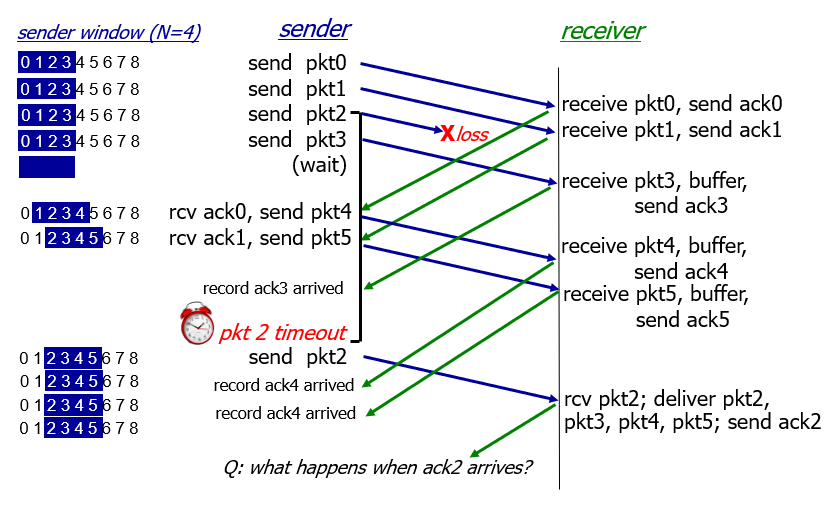 sender window (N=4)
sender
receiver
0 1 2 3 4 5 6 7 8
send pkt0
0 1 2 3 4 5 6 7 8
send pkt1
receive pkt0, send ack0
0 1 2 3 4 5 6 7 8
send pkt2
X loss
receive pkt1, send ack1
0 1 2 3 4 5 6 7 8
send pkt3
(wait)
receive pkt3, buffer,
send ack3
0 1 2 3 4 5 6 7 8
rcv ack0, send pkt4
0 1 2 3 4 5 6 7 8
rcv ack1, send pkt5
receive pkt4, buffer,
send ack4
record ack3 arrived
receive pkt5, buffer,
send ack5
pkt 2 timeout
0 1 2 3 4 5 6 7 8
send pkt2
0 1 2 3 4 5 6 7 8
record ack4 arrived
0 1 2 3 4 5 6 7 8
record ack4 arrived
0 1 2 3 4 5 6 7 8
rcv pkt2; deliver pkt2,
pkt3, pkt4, pkt5; send ack2
Q: what happens when ack2 arrives?